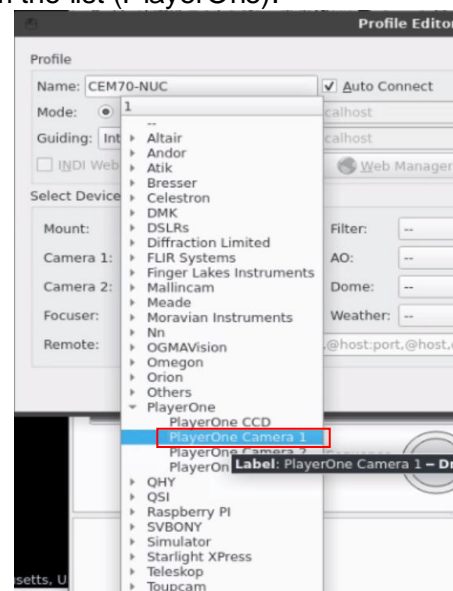 the list (PlayerOne).
Profile Editor
Profile
Name: CEM70-NUC
Auto Connect
Mode:
1
calhost
Guiding: Int
calhost
INDI Web
Web Manager
Select Device
--
Altair
Andor
Atik
Bresser
Celestron
DMK
DSLRs
Diffraction Limited
FLIR Systems
Finger Lakes Instruments
Mallincam
Meade
Moravian Instruments
Nn
OGMAVision
Omegon
Orion
Others
PlayerOne
PlayerOne CCD
PlayerOne Camera 1
PlayerOne Camera 2
PlayerOn
Label: PlayerOne Camera 1 – Dr
QHY
QSI
Raspberry PI
SVBONY
Simulator
Starlight XPress
Teleskop
Toupcam
Mount:
Filter: --
Camera 1:
AO: --
Camera 2:
Dome: --
Focuser:
Weather: --
Remote:
,@host:port,@host,
setts, U